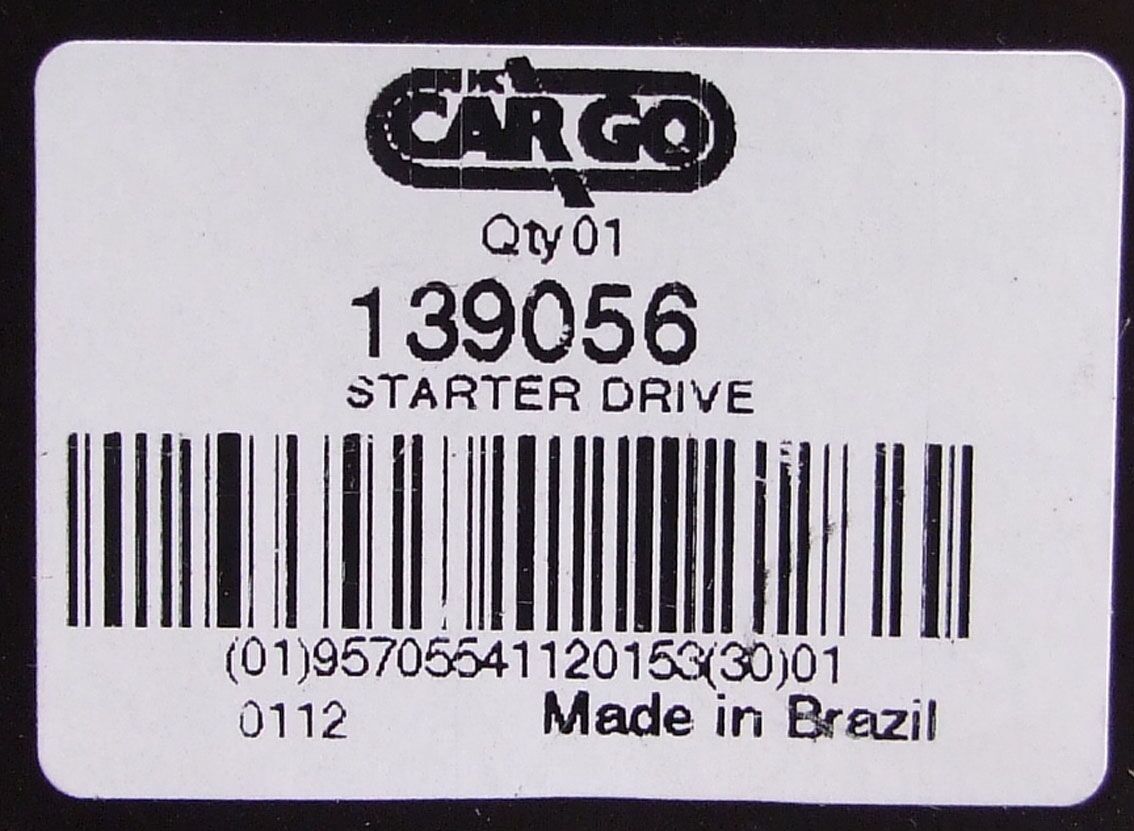 CARGO
Qty 01
139056
STARTER DRIVE
(01)95705541120153(30)01
0112
Made in Brazil